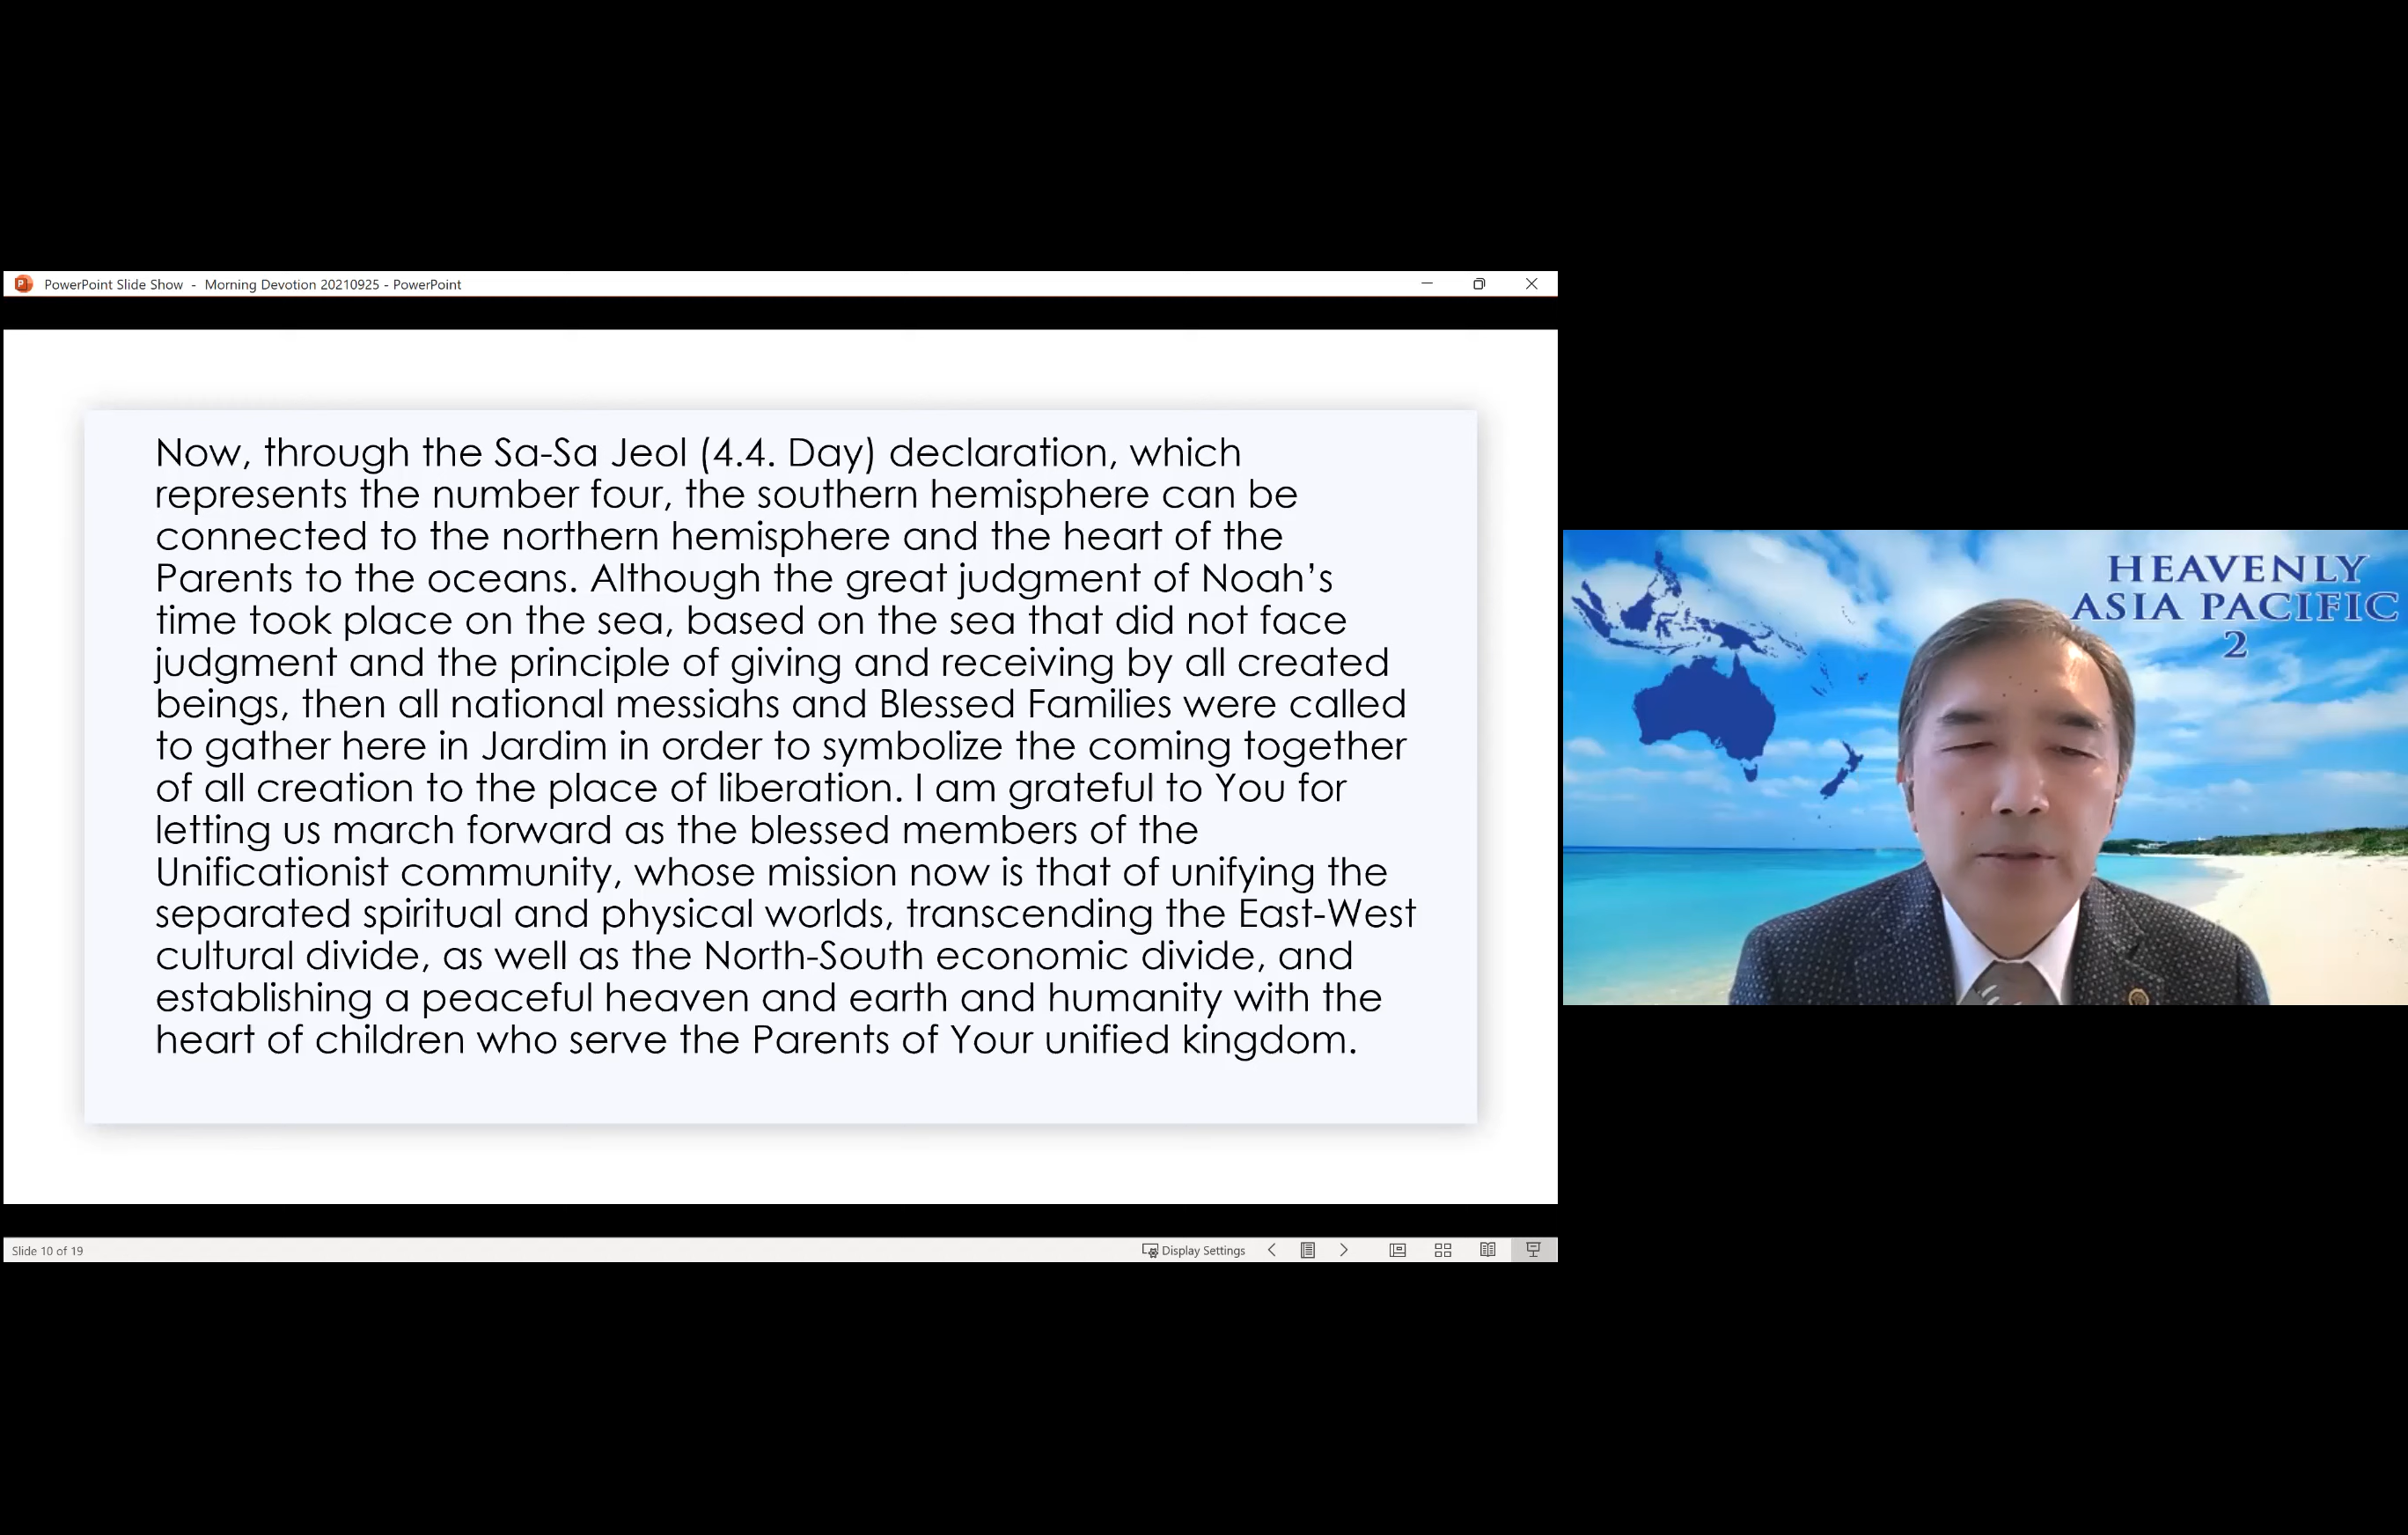 PowerPoint Slide Show - Morning Devotion 20210925 - PowerPoint
Now, through the Sa-Sa Jeol (4.4. Day) declaration, which
represents the number four, the southern hemisphere can be
connected to the northern hemisphere and the heart of the
Parents to the oceans. Although the great judgment of Noah’s
time took place on the sea, based on the sea that did not face
judgment and the principle of giving and receiving by all created
beings, then all national messiahs and Blessed Families were called
to gather here in Jardim in order to symbolize the coming together
of all creation to the place of liberation. I am grateful to You for
letting us march forward as the blessed members of the
Unificationist community, whose mission now is that of unifying the
separated spiritual and physical worlds, transcending the East-West
cultural divide, as well as the North-South economic divide, and
establishing a peaceful heaven and earth and humanity with the
heart of children who serve the Parents of Your unified kingdom.
Slide 10 of 19
Display Settings
HEAVENLY
ASIA PACIFIC
2